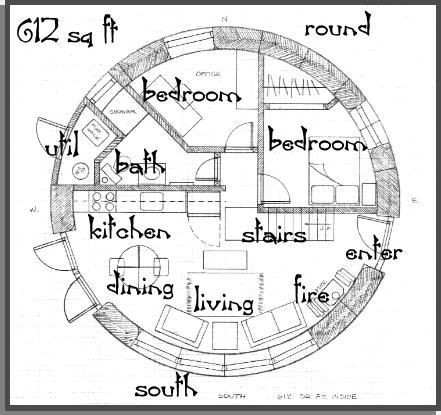 612 sq ft
round
N
OFFICE
bedroom
bedroom
SHOWER
util
bath
W.
E.
kitchen
stairs
enter
dining
living
fire
south
SOUTH
612 SQ. FT. INSIDE